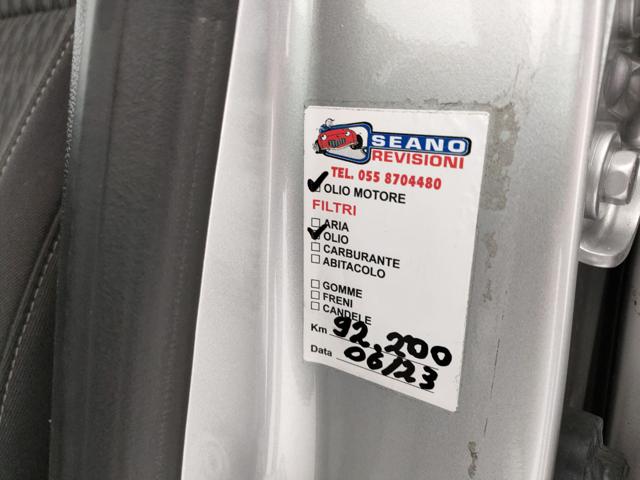 SEANO
REVISIONI
TEL. 055 8704480
OLIO MOTORE
FILTRI
ARIA
OLIO
CARBURANTE
ABITACOLO
GOMME
FRENI
CANDELE
Km 92.200
Data 06/23